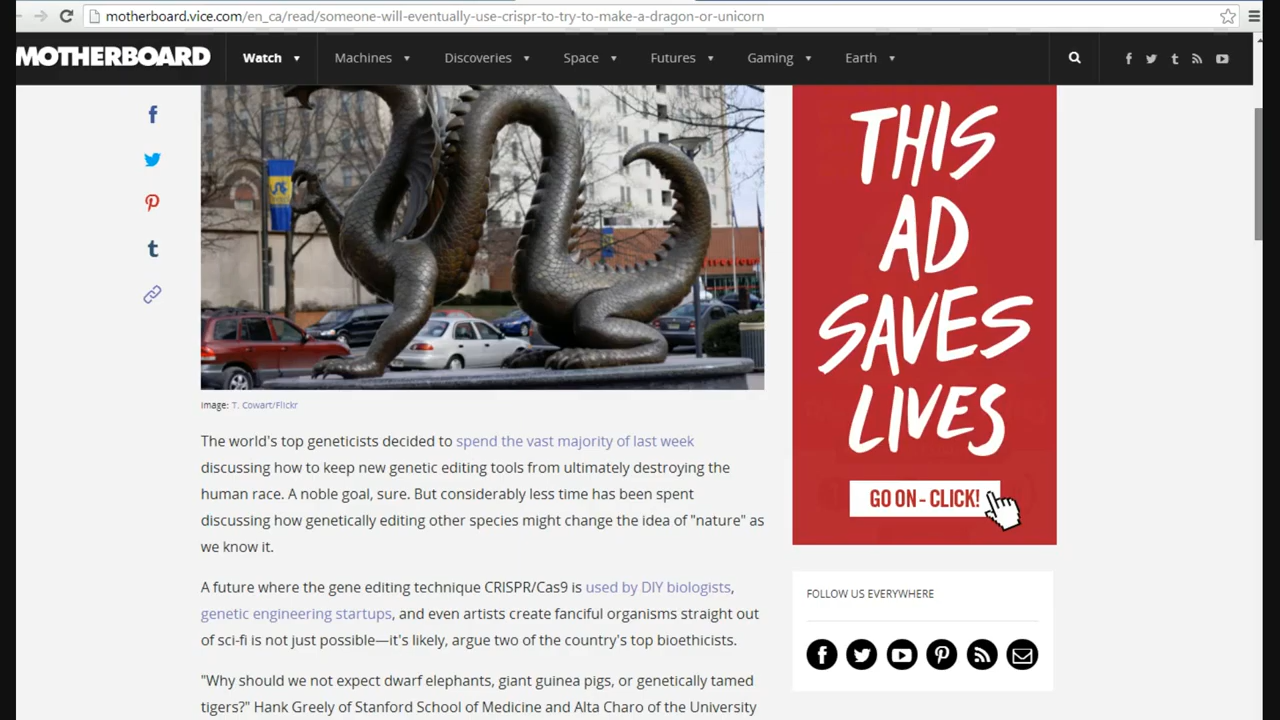 motherboard.vice.com/en_ca/read/someone-will-eventually-use-crispr-to-try-to-make-a-dragon-or-unicorn
MOTHERBOARD Watch Machines Discoveries Space Futures Gaming Earth
image: T. Cowart/Flickr
The world's top geneticists decided to spend the vast majority of last week
discussing how to keep new genetic editing tools from ultimately destroying the
human race. A noble goal, sure. But considerably less time has been spent
discussing how genetically editing other species might change the idea of "nature" as
we know it.
A future where the gene editing technique CRISPR/Cas9 is used by DIY biologists,
genetic engineering startups, and even artists create fanciful organisms straight out
of sci-fi is not just possible—it's likely, argue two of the country's top bioethicists.
"Why should we not expect dwarf elephants, giant guinea pigs, or genetically tamed
tigers?" Hank Greely of Stanford School of Medicine and Alta Charo of the University
THIS
AD
SAVES
LIVES
GO ON - CLICK!
FOLLOW US EVERYWHERE